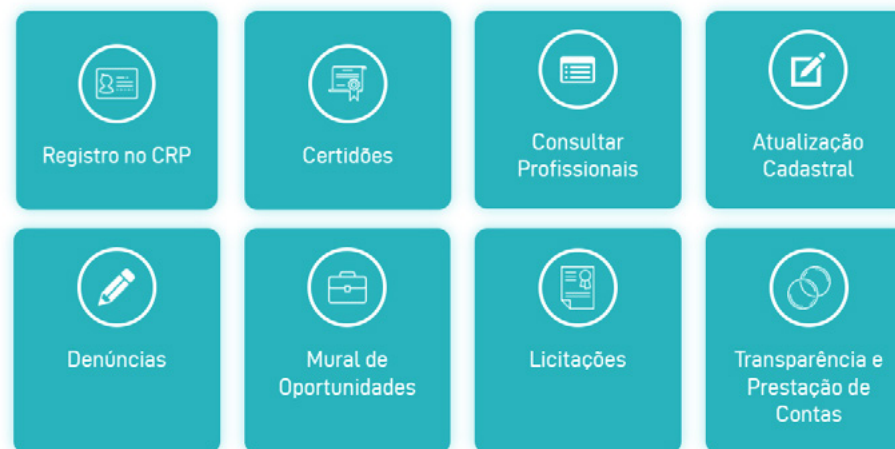 Registro no CRP
Certidões
Consultar
Profissionais
Atualização
Cadastral
Denúncias
Mural de
Oportunidades
Licitações
Transparência e
Prestação de
Contas